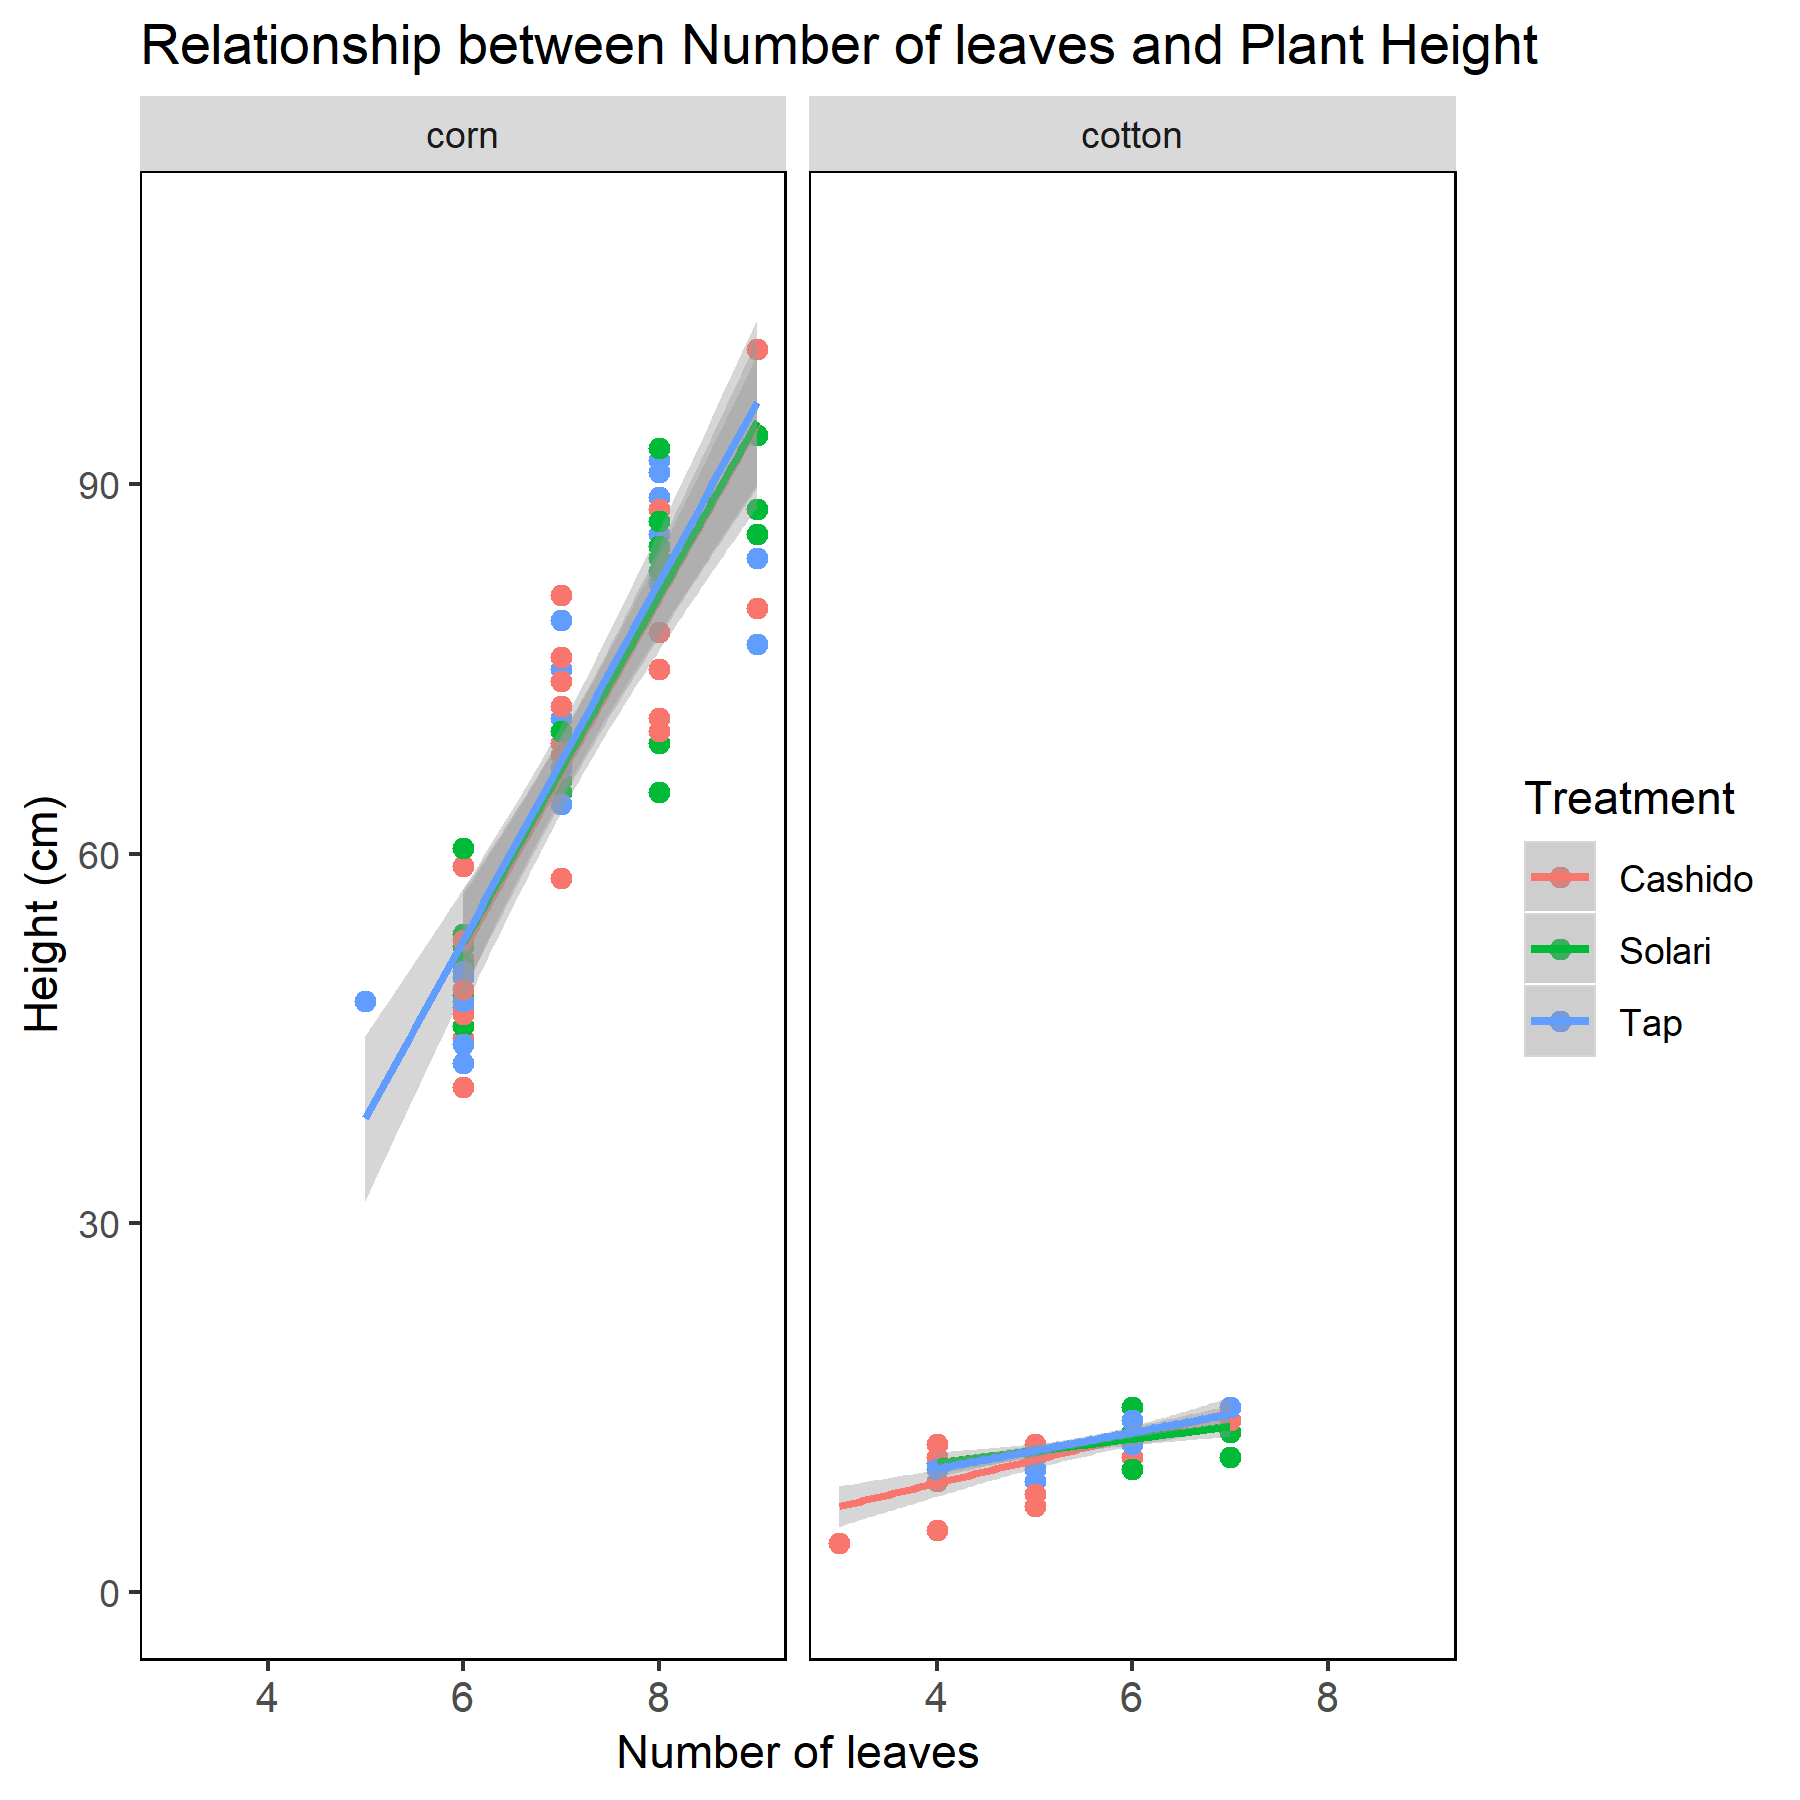 Relationship between Number of leaves and Plant Height
corn
cotton
90
60
30
0
Height (cm)
4
6
8
4
6
8
Number of leaves
Treatment
Cashido
Solari
Tap